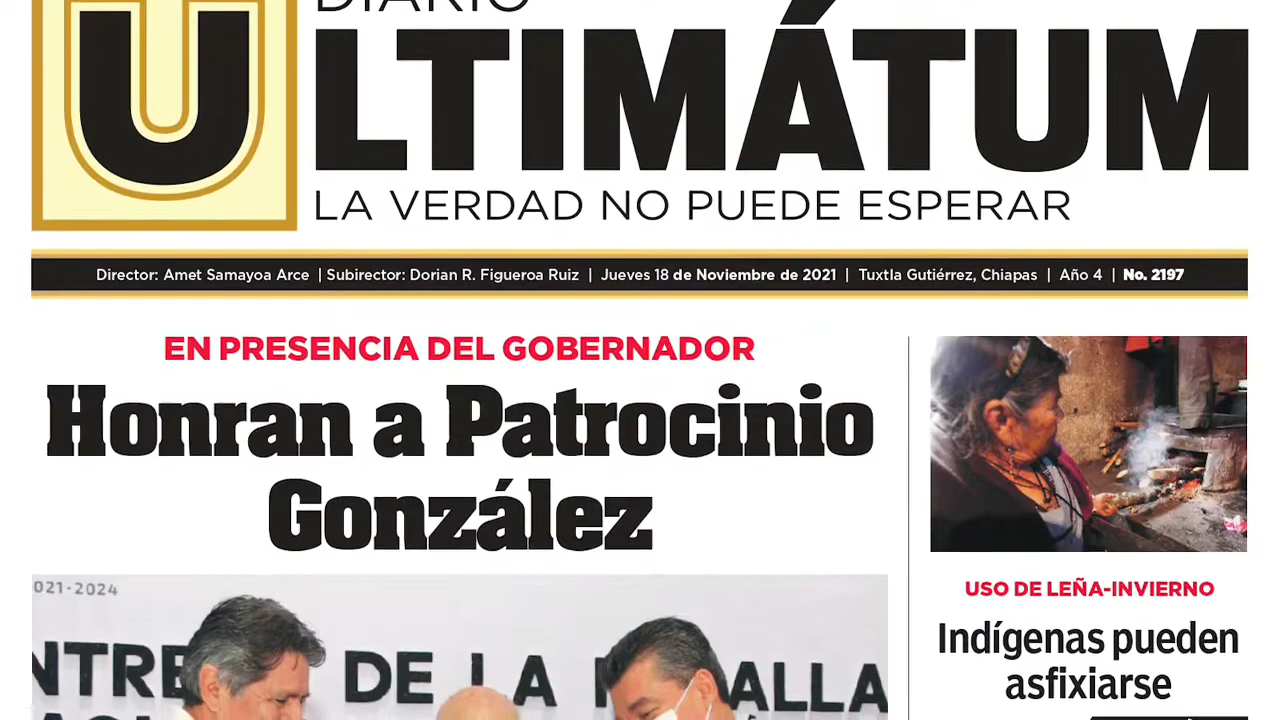 DIARIO
ULTIMÁTUM
LA VERDAD NO PUEDE ESPERAR
Director: Amet Samayoa Arce | Subirector: Dorian R. Figueroa Ruiz | Jueves 18 de Noviembre de 2021 | Tuxtla Gutiérrez, Chiapas | Año 4 | No. 2197
EN PRESENCIA DEL GOBERNADOR
Honran a Patrocinio
González
021-2024
NTRE DE LA ALLA
USO DE LEÑA-INVIERNO
Indígenas pueden
asfixiarse